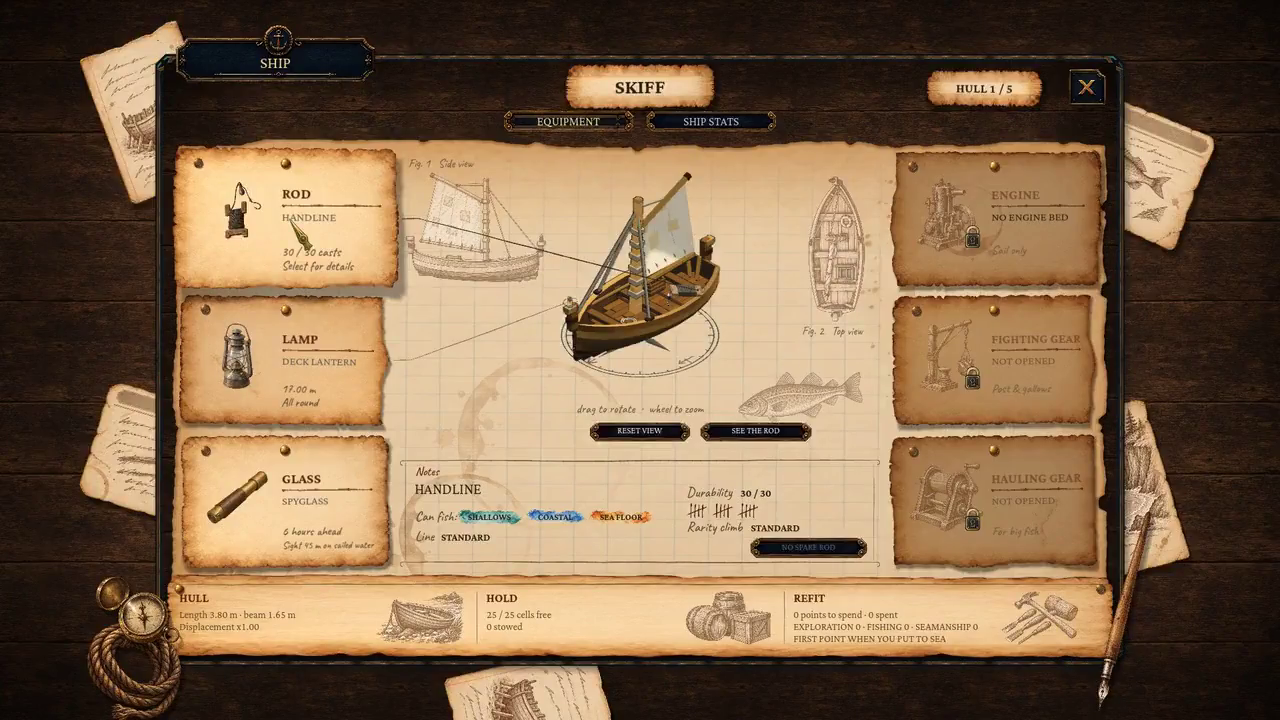 SHIP
SKIFF
HULL 1 / 5
X
EQUIPMENT
SHIP STATS
ROD
HANDLINE
30 / 30 casts
Select for details
LAMP
DECK LANTERN
17.00 m
All round
GLASS
SPYGLASS
6 hours ahead
Sight 95 m on sailed water
Fig. 1 Side view
Fig. 2 Top view
drag to rotate · wheel to zoom
RESET VIEW
SEE THE ROD
Notes
HANDLINE
Can fish: SHALLOWS COASTAL SEA FLOOR
Line STANDARD
Durability 30 / 30
Rarity climb STANDARD
NO SPARE ROD
ENGINE
NO ENGINE BED
Sail only
FIGHTING GEAR
NOT OPENED
Post & gallows
HAULING GEAR
NOT OPENED
For big fish
HULL
Length 3.80 m · beam 1.65 m
Displacement x1.00
HOLD
25 / 25 cells free
0 stowed
REFIT
0 points to spend · 0 spent
EXPLORATION 0 · FISHING 0 · SEAMANSHIP 0
FIRST POINT WHEN YOU PUT TO SEA